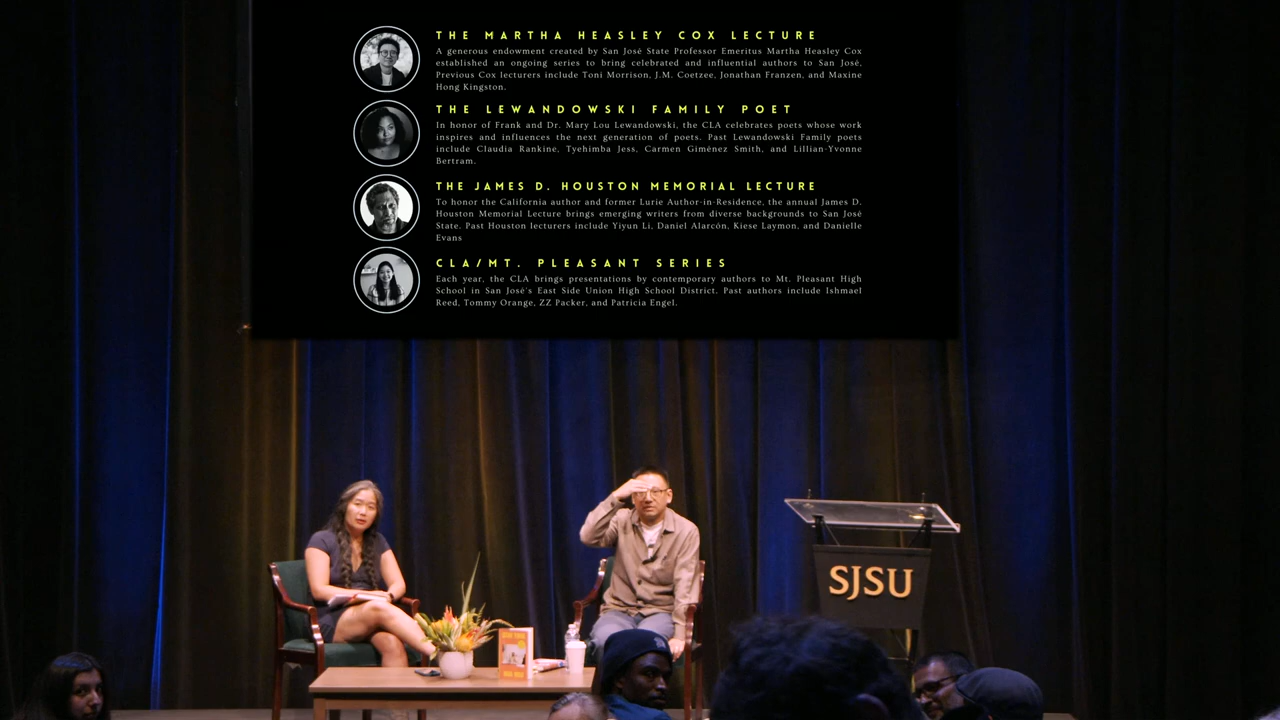 THE MARTHA HEASLEY COX LECTURE
A generous endowment created by San José State Professor Emeritus Martha Heasley Cox
established an ongoing series to bring celebrated and influential authors to San José,
Previous Cox lecturers include Toni Morrison, J.M. Coetzee, Jonathan Franzen, and Maxine
Hong Kingston.
THE LEWANDOWSKI FAMILY POET
In honor of Frank and Dr. Mary Lou Lewandowski, the CLA celebrates poets whose work
inspires and influences the next generation of poets. Past Lewandowski Family poets
include Claudia Rankine, Tyehimba Jess, Carmen Giménez Smith, and Lillian-Yvonne
Bertram.
THE JAMES D. HOUSTON MEMORIAL LECTURE
To honor the California author and former Lurie Author-in-Residence, the annual James D.
Houston Memorial Lecture brings emerging writers from diverse backgrounds to San José
State. Past Houston lecturers include Yiyun Li, Daniel Alarcón, Kiese Laymon, and Danielle
Evans
CLA/MT. PLEASANT SERIES
Each year, the CLA brings presentations by contemporary authors to Mt. Pleasant High
School in San José's East Side Union High School District. Past authors include Ishmael
Reed, Tommy Orange, ZZ Packer, and Patricia Engel.
SJSU